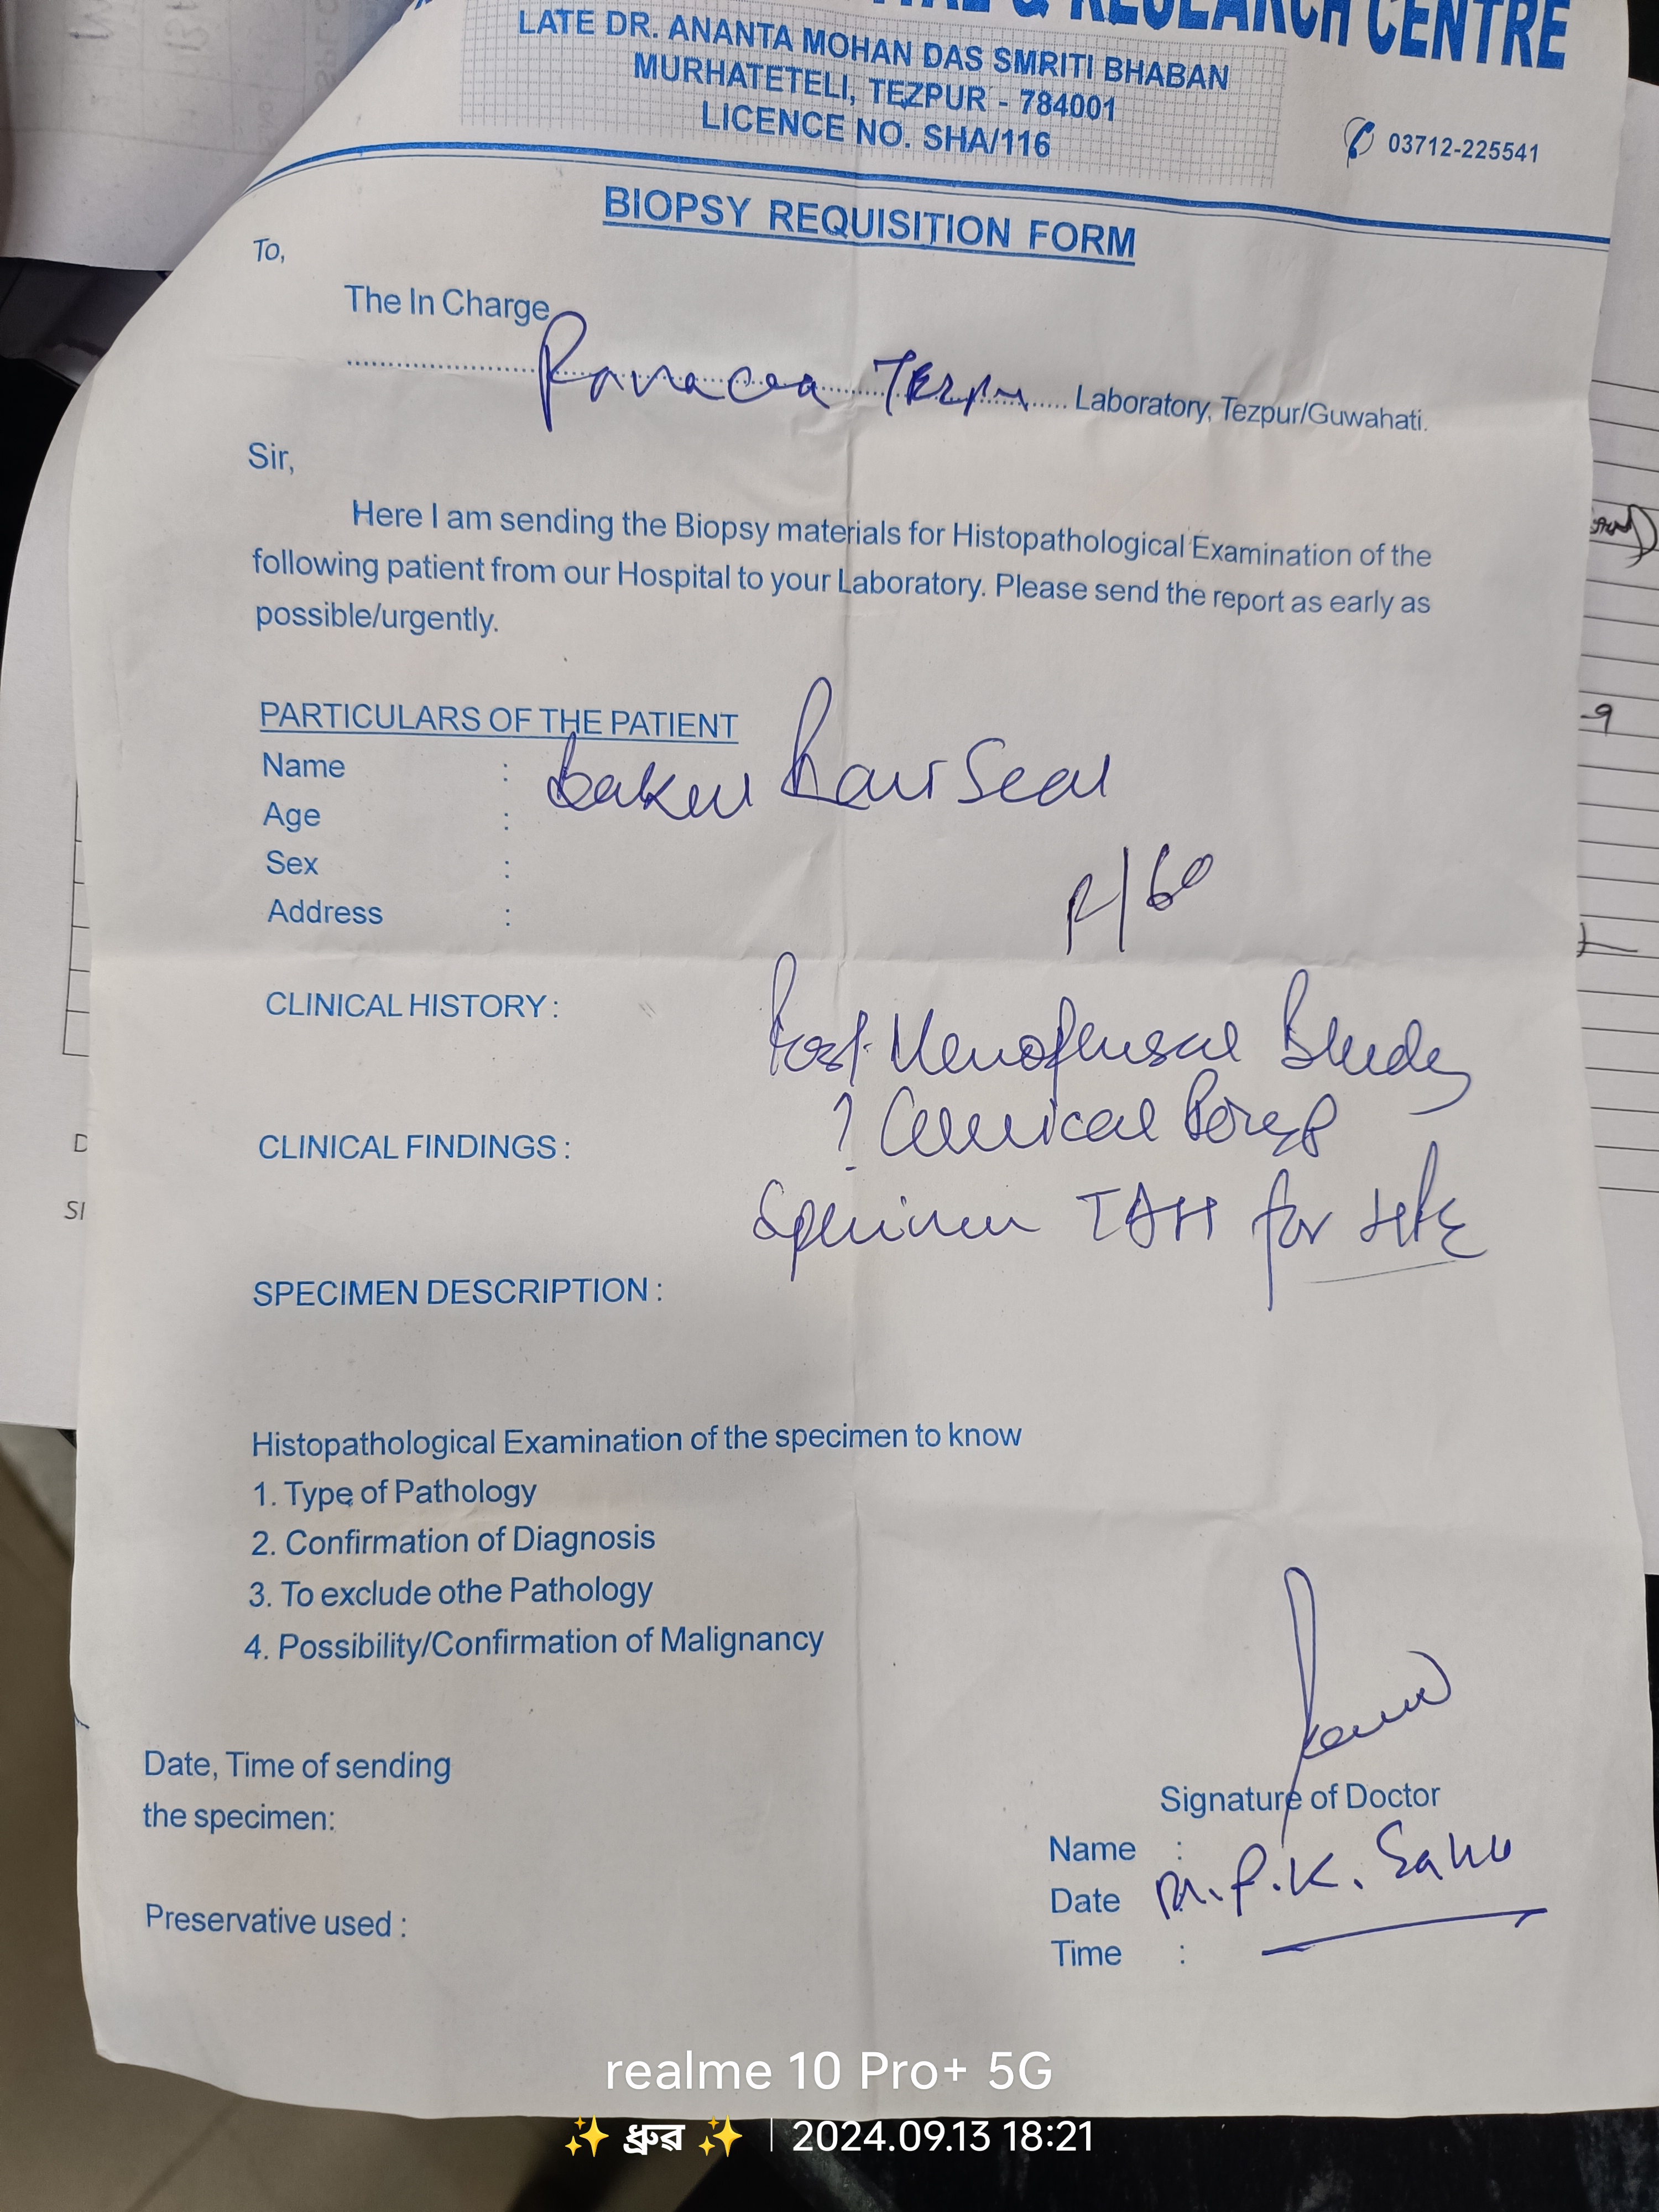 & RESEARCH CENTRE
LATE DR. ANANTA MOHAN DAS SMRITI BHABAN
MURHATETELI, TEZPUR - 784001
LICENCE NO. SHA/116
03712-225541
BIOPSY REQUISITION FORM
To,
The In Charge
Panacea Laboratory, Tezpur/Guwahati.
Sir,
Here I am sending the Biopsy materials for Histopathological Examination of the
following patient from our Hospital to your Laboratory. Please send the report as early as
possible/urgently.
PARTICULARS OF THE PATIENT
Name :
Age :
Sex :
Address :
60
CLINICAL HISTORY :
Post Menopausal
? Cervical
CLINICAL FINDINGS :
Specimen TAH for HPE
SPECIMEN DESCRIPTION :
Histopathological Examination of the specimen to know
1. Type of Pathology
2. Confirmation of Diagnosis
3. To exclude othe Pathology
4. Possibility/Confirmation of Malignancy
Date, Time of sending
the specimen:
Signature of Doctor
Name :
Date P.K. Sahu
Time :
Preservative used :
realme 10 Pro+ 5G
✨ ধ্ৰুৱ ✨ | 2024.09.13 18:21